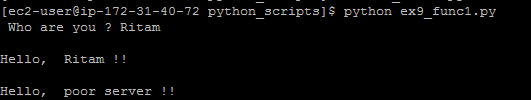 [ec2-user@ip-172-31-40-72 python_scripts]$ python ex9_func1.py
Who are you ? Ritam
Hello,  Ritam !!
Hello,  poor server !!